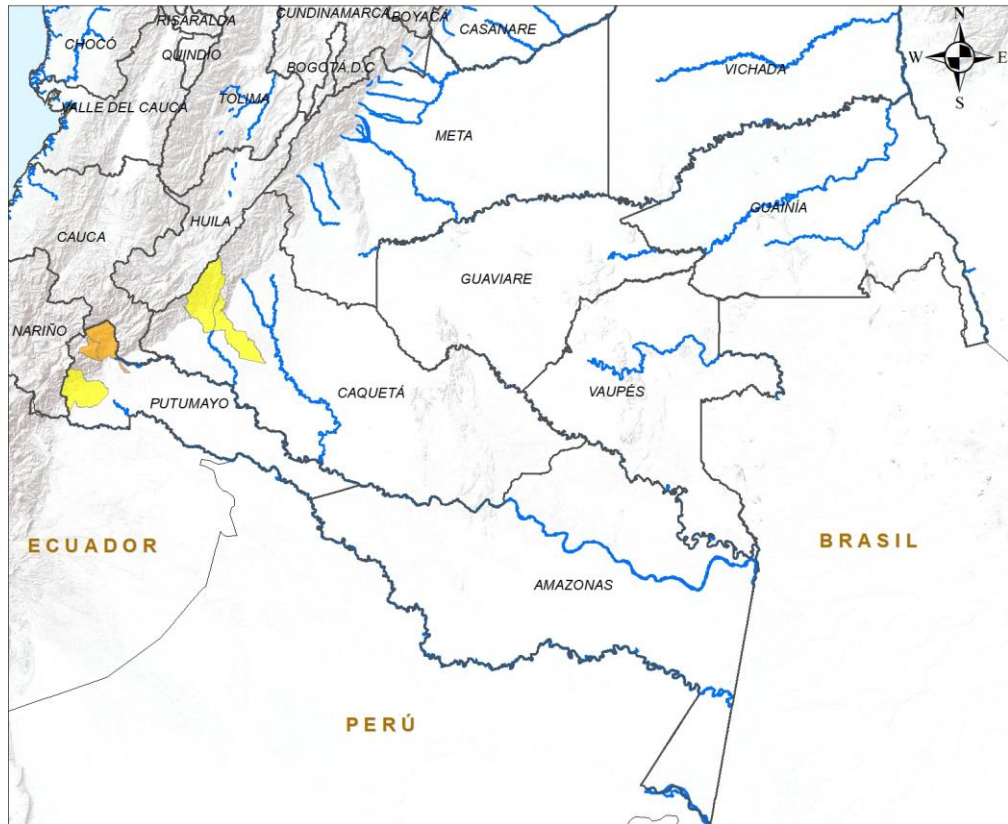 RISARALDA
CUNDINAMARCA
BOYACÁ
N
CHOCÓ
CASANARE
QUINDÍO
W
E
BOGOTÁ D.C
VICHADA
S
VALLE DEL CAUCA
TOLIMA
META
HUILA
GUAINÍA
CAUCA
GUAVIARE
NARIÑO
CAQUETÁ
VAUPÉS
PUTUMAYO
ECUADOR
BRASIL
AMAZONAS
PERÚ